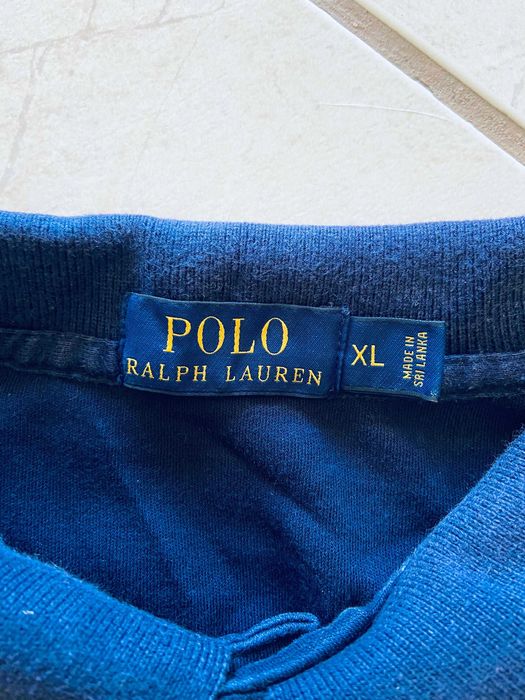 POLO
RALPH LAUREN
XL
MADE IN
SRI LANKA